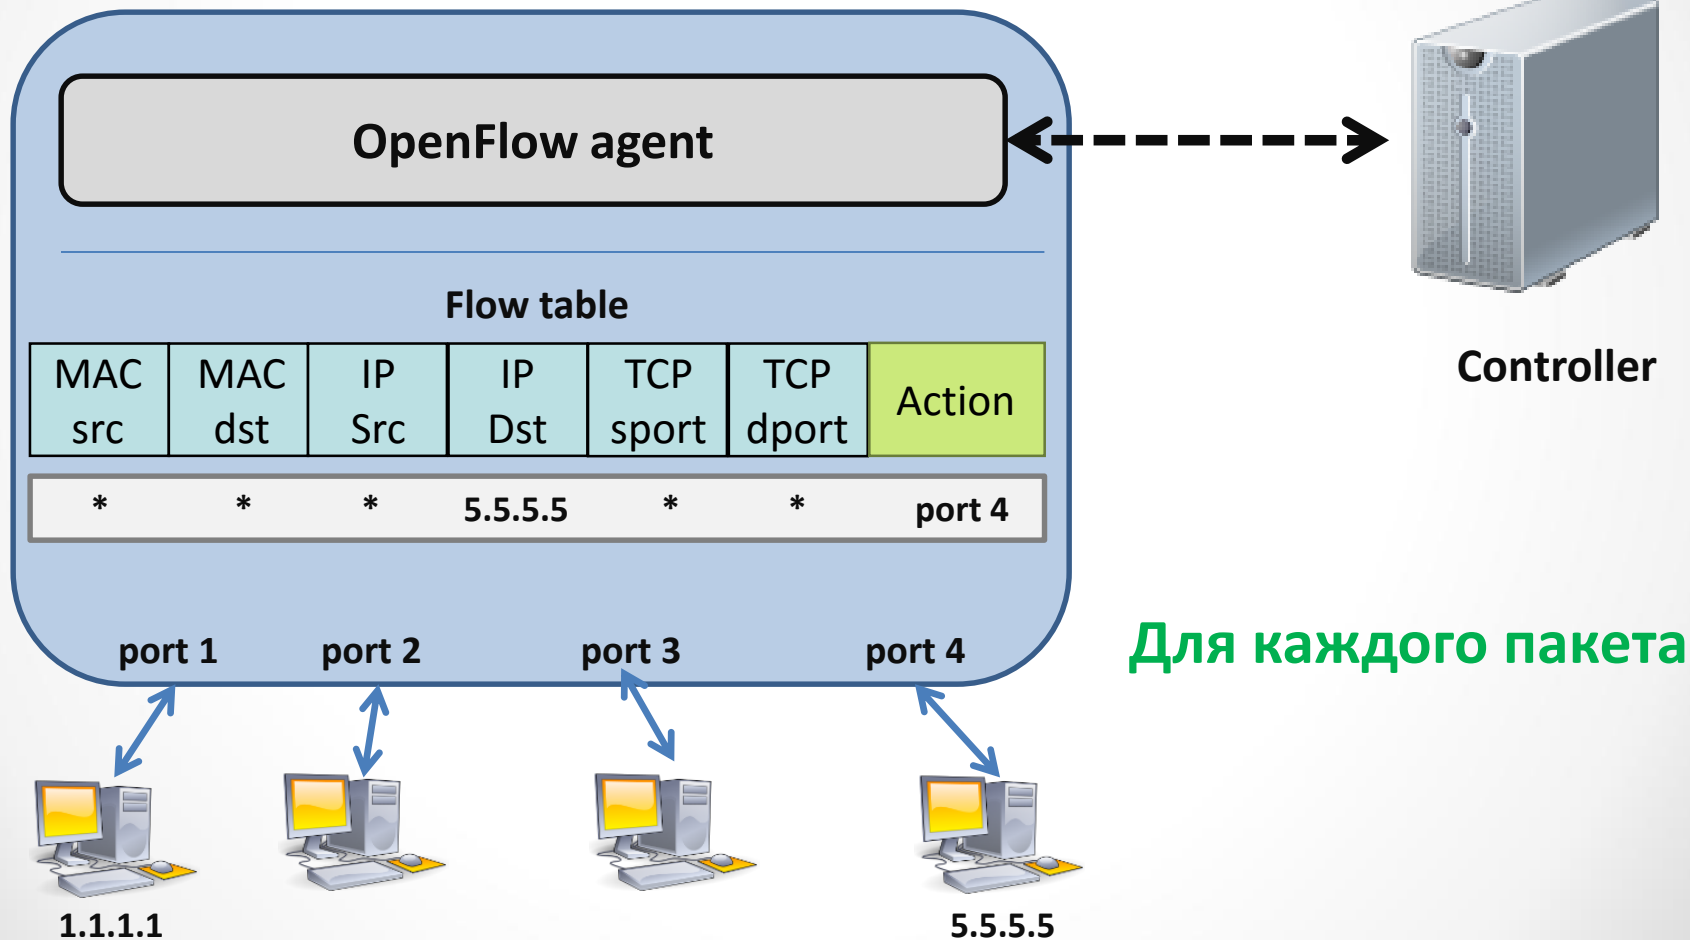 OpenFlow agent
Flow table
MAC src
MAC dst
IP Src
IP Dst
TCP sport
TCP dport
Action
* * * 5.5.5.5 * * port 4
Controller
port 1 port 2 port 3 port 4
Для каждого пакета
1.1.1.1
5.5.5.5